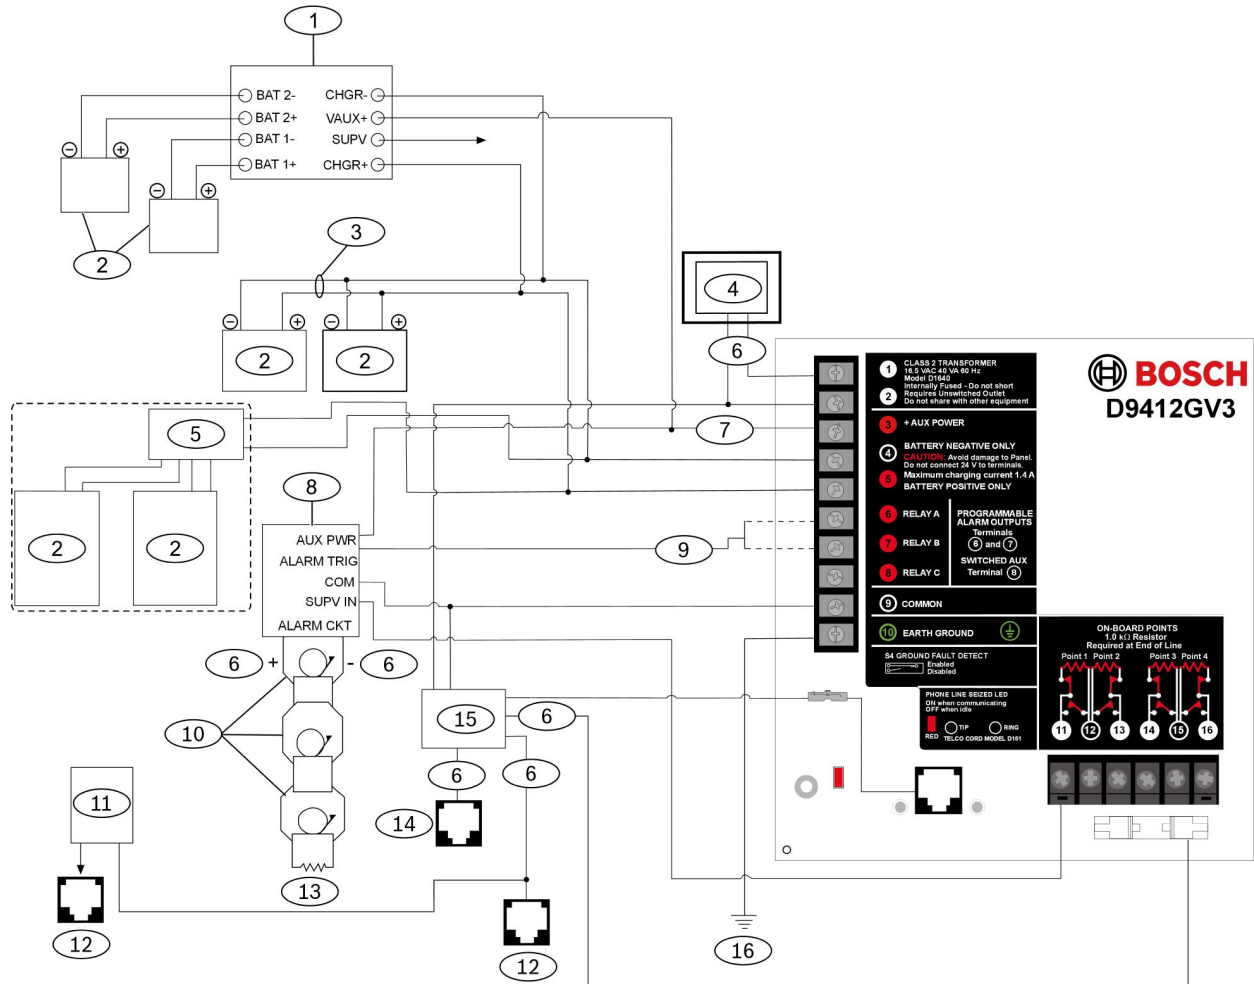 1
BAT 2- CHGR-
BAT 2+ VAUX+
BAT 1- SUPV
BAT 1+ CHGR+
- + - +
2
3
4
- + - +
2 2
6
5
7
2 2
8
AUX PWR
ALARM TRIG
COM
SUPV IN
ALARM CKT
9
6 + - 6
10
15
6
6 6
11
14
13
12
12
16
BOSCH
D9412GV3
1 CLASS 2 TRANSFORMER
16.5 VAC 40 VA 60 Hz
Model D1640
Internally Fused - Do not short
2 Requires Unswitched Outlet
Do not share with other equipment
3 + AUX POWER
4 BATTERY NEGATIVE ONLY
CAUTION: Avoid damage to Panel.
Do not connect 24 V to terminals.
5 Maximum charging current 1.4 A
BATTERY POSITIVE ONLY
6 RELAY A
7 RELAY B
8 RELAY C
PROGRAMMABLE
ALARM OUTPUTS
Terminals
6 and 7
SWITCHED AUX
Terminal 8
9 COMMON
10 EARTH GROUND
S4 GROUND FAULT DETECT
Enabled
Disabled
PHONE LINE SEIZED LED
ON when communicating
OFF when idle
TIP RING
RED TELCO CORD MODEL D161
ON-BOARD POINTS
1.0 kΩ Resistor
Required at End of Line
Point 1 Point 2 Point 3 Point 4
11 12 13 14 15 16